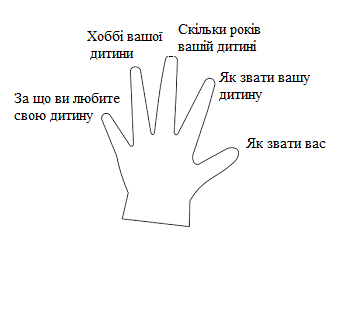 Хоббі вашої
дитини
Скільки років
вашій дитині
Як звати вашу
дитину
За що ви любите
свою дитину
Як звати вас